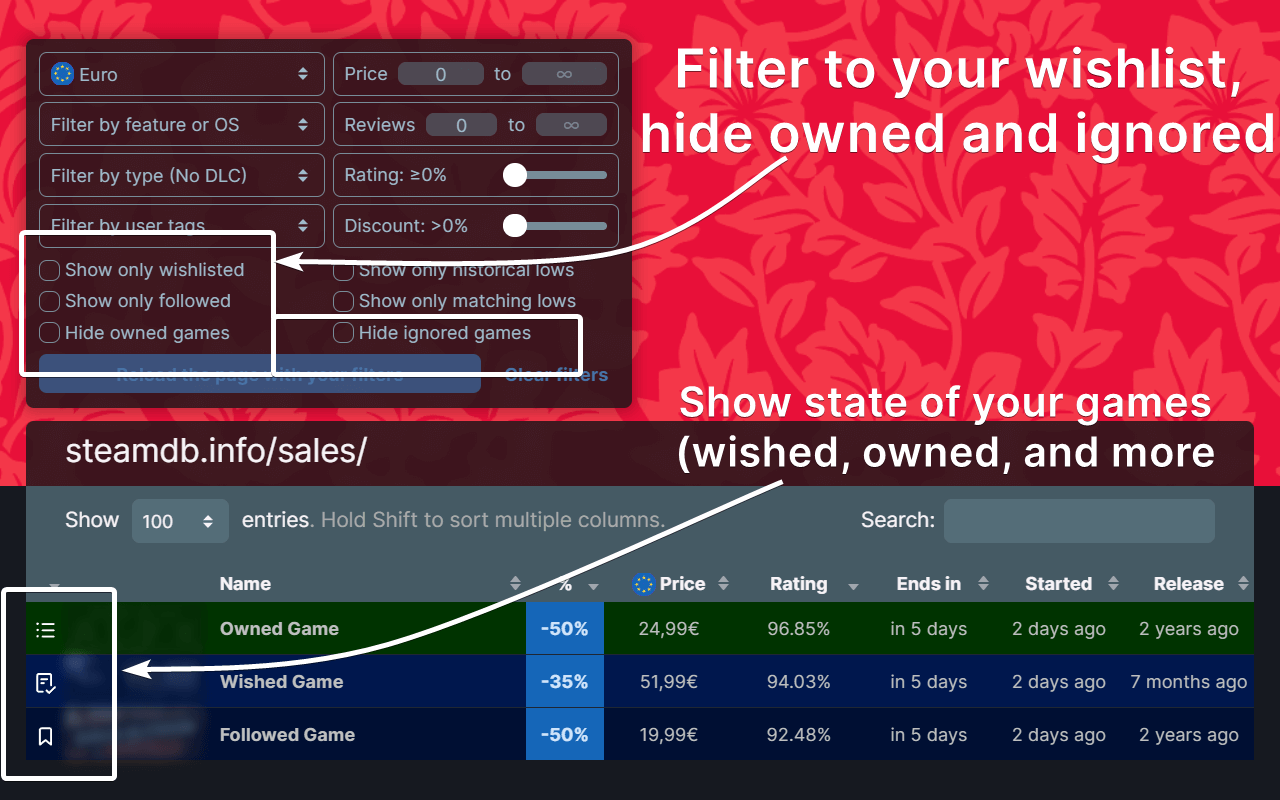 Filter to your wishlist,
hide owned and ignored
Euro
Price 0 to ∞
Filter by feature or OS
Reviews 0 to ∞
Filter by type (No DLC)
Rating: ≥0%
Filter by user tags
Discount: >0%
Show only wishlisted
Show only historical lows
Show only followed
Show only matching lows
Hide owned games
Hide ignored games
Reload the page with your filters
Clear filters
Show state of your games
(wished, owned, and more
steamdb.info/sales/
Show 100 entries. Hold Shift to sort multiple columns.
Search:
Name % Price Rating Ends in Started Release
Owned Game -50% 24,99€ 96.85% in 5 days 2 days ago 2 years ago
Wished Game -35% 51,99€ 94.03% in 5 days 2 days ago 7 months ago
Followed Game -50% 19,99€ 92.48% in 5 days 2 days ago 2 years ago